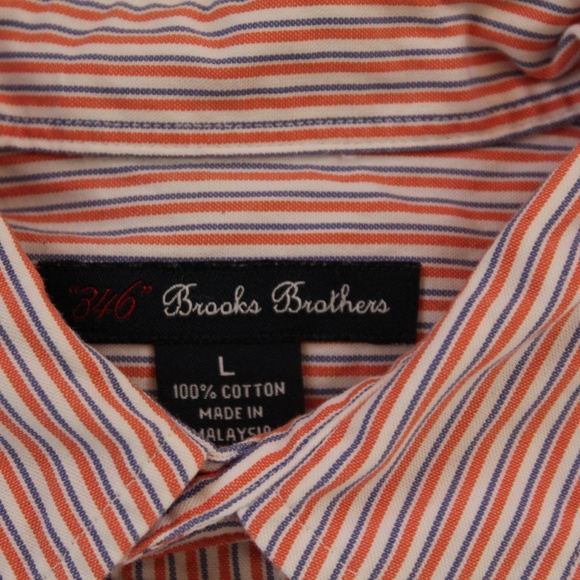 "346" Brooks Brothers
L
100% COTTON
MADE IN
MALAYSIA